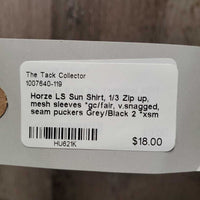 The Tack Collector
1007640-119
Horze LS Sun Shirt, 1/3 Zip up,
mesh sleeves *gc/fair, v.snagged,
seam puckers Grey/Black 2 *xsm
$18.00
HU621K